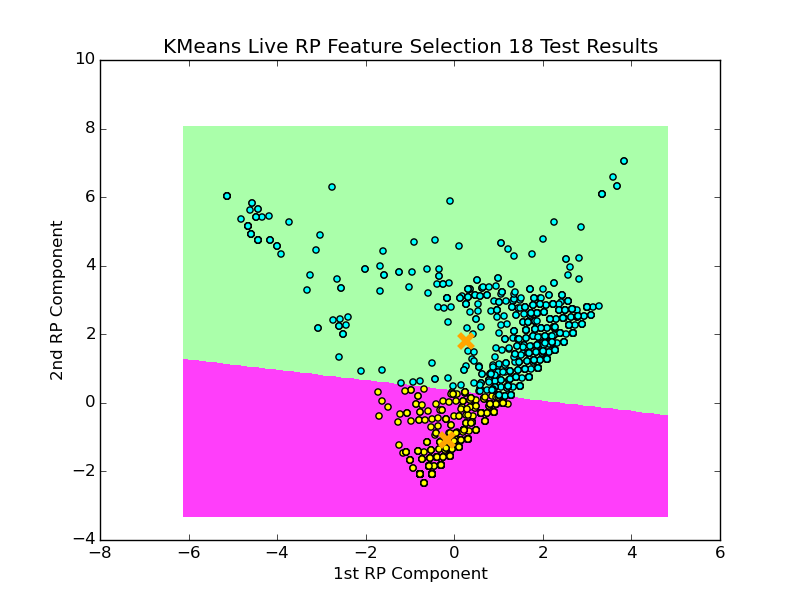 KMeans Live RP Feature Selection 18 Test Results
10
8
6
4
2
0
−2
−4
2nd RP Component
−8 −6 −4 −2 0 2 4 6
1st RP Component